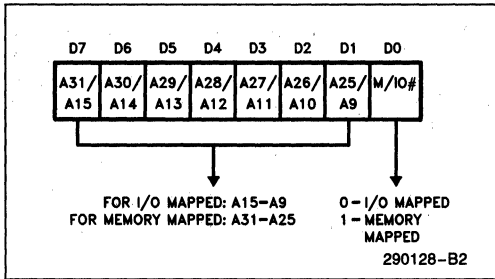 D7 D6 D5 D4 D3 D2 D1 D0
A31/ A30/ A29/ A28/ A27/ A26/ A25/ M/IO#
A15 A14 A13 A12 A11 A10 A9
FOR I/O MAPPED: A15-A9
FOR MEMORY MAPPED: A31-A25
0 - I/O MAPPED
1 - MEMORY
MAPPED
290128-B2